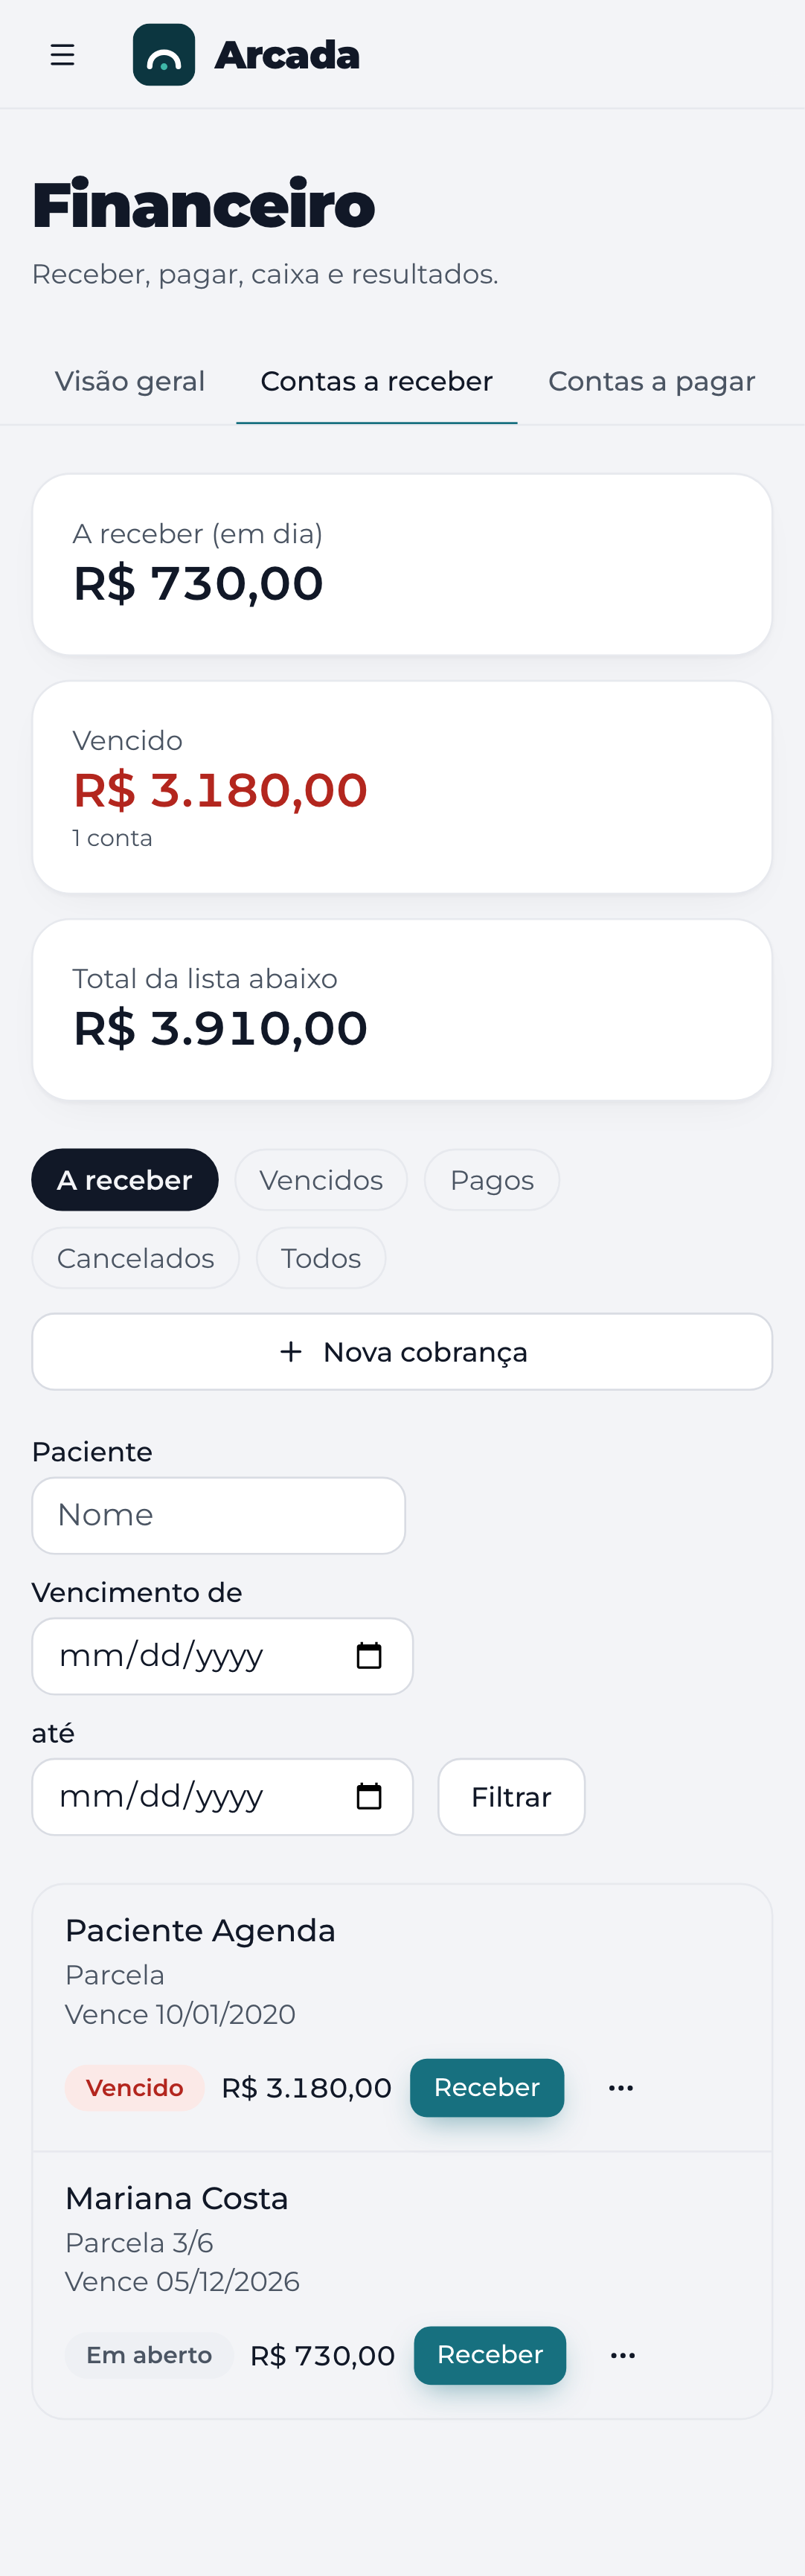 Arcada
Financeiro
Receber, pagar, caixa e resultados.
Visão geral Contas a receber Contas a pagar
A receber (em dia)
R$ 730,00
Vencido
R$ 3.180,00
1 conta
Total da lista abaixo
R$ 3.910,00
A receber Vencidos Pagos
Cancelados Todos
+ Nova cobrança
Paciente
Nome
Vencimento de
mm/dd/yyyy
até
mm/dd/yyyy Filtrar
Paciente Agenda
Parcela
Vence 10/01/2020
Vencido R$ 3.180,00 Receber ...
Mariana Costa
Parcela 3/6
Vence 05/12/2026
Em aberto R$ 730,00 Receber ...